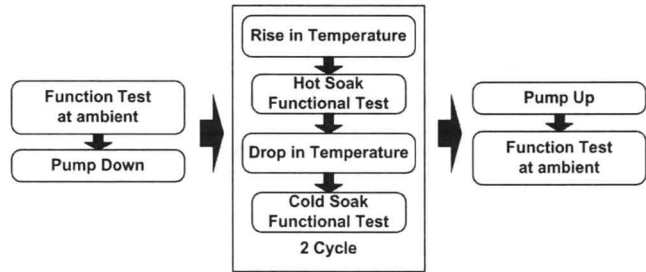 Function Test
at ambient
Pump Down
Rise in Temperature
Hot Soak
Functional Test
Drop in Temperature
Cold Soak
Functional Test
2 Cycle
Pump Up
Function Test
at ambient